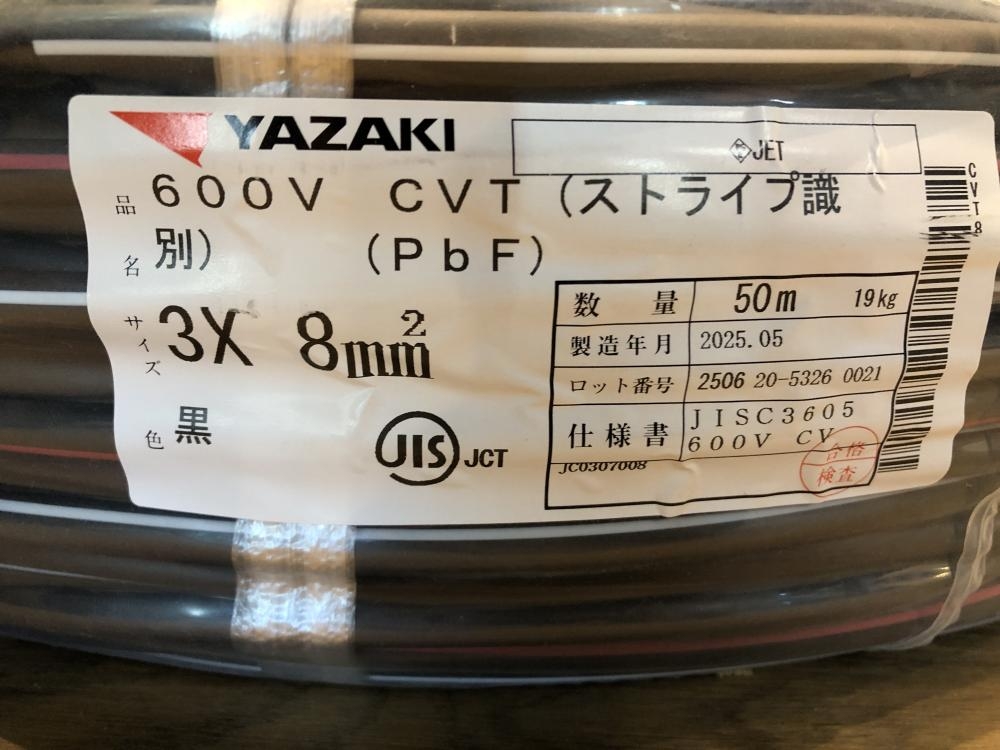 YAZAKI
JET
品名
600V CVT（ストライプ識
別） （PbF）
サイズ
3X 8mm²
色
黒
JIS JCT
数量 50m 19kg
製造年月 2025.05
ロット番号 2506 20-5326 0021
仕様書 JISC3605
600V CV
JC0307008
合格
検査
CVT8